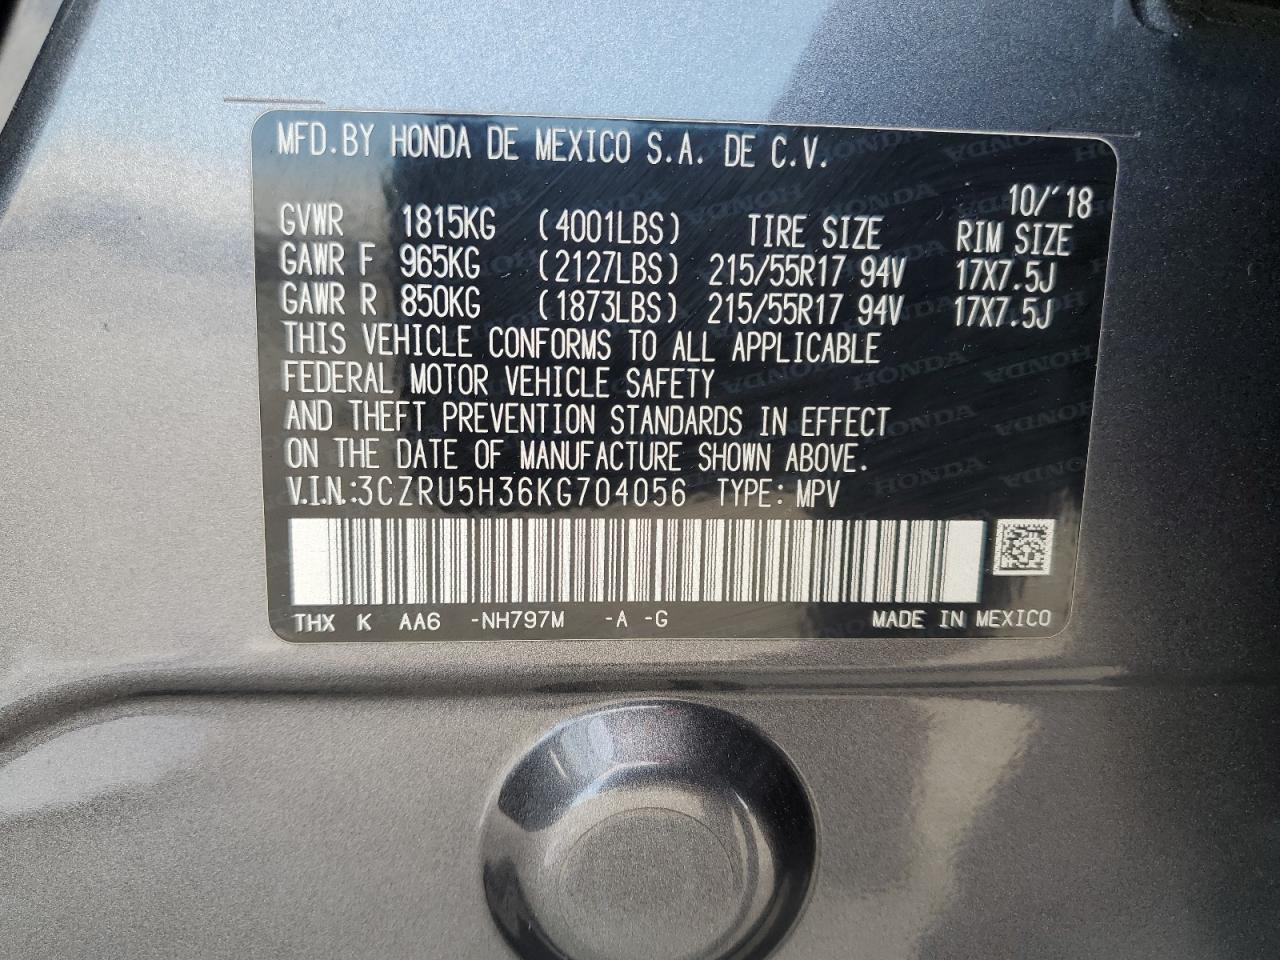 MFD.BY HONDA DE MEXICO S.A. DE C.V.
10/'18
GVWR 1815KG (4001LBS) TIRE SIZE RIM SIZE
GAWR F 965KG (2127LBS) 215/55R17 94V 17X7.5J
GAWR R 850KG (1873LBS) 215/55R17 94V 17X7.5J
THIS VEHICLE CONFORMS TO ALL APPLICABLE
FEDERAL MOTOR VEHICLE SAFETY
AND THEFT PREVENTION STANDARDS IN EFFECT
ON THE DATE OF MANUFACTURE SHOWN ABOVE.
V.I.N.:3CZRU5H36KG704056 TYPE: MPV
THX K AA6 -NH797M -A -G MADE IN MEXICO